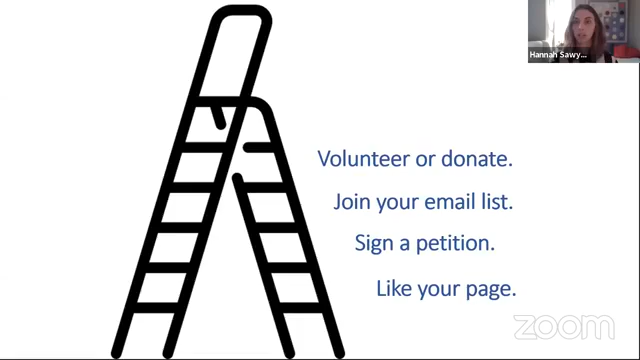 Hannah Sawy...
Volunteer or donate.
Join your email list.
Sign a petition.
Like your page.
zoom